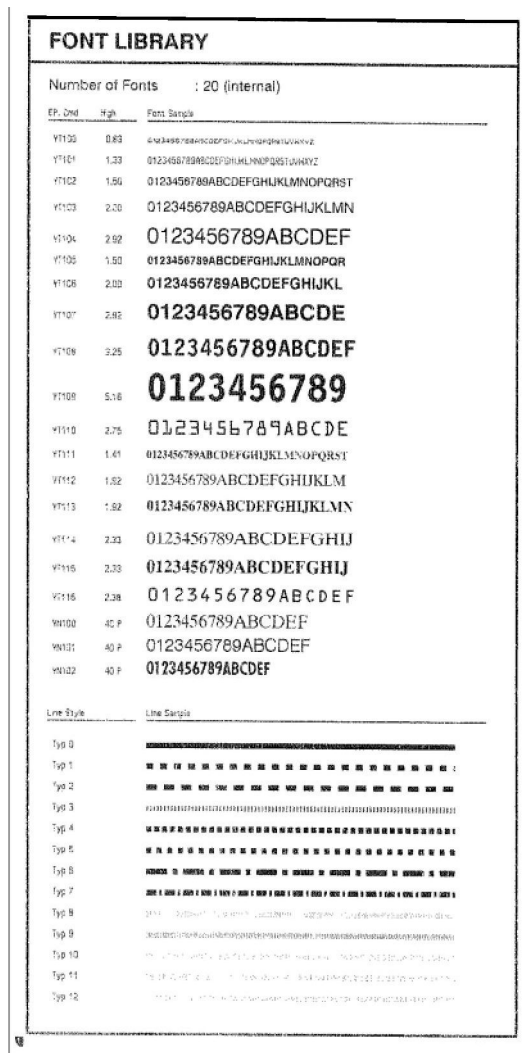 FONT LIBRARY
Number of Fonts : 20 (internal)
EP. Cmd High Font Sample
YT100 0.83
YT101 1.33 0123456789ABCDEFGHIJKLMNOPQRSTUVWXYZ
YT102 1.50 0123456789ABCDEFGHIJKLMNOPQRST
YT103 2.00 0123456789ABCDEFGHIJKLMN
YT104 2.92 0123456789ABCDEF
YT105 1.50 0123456789ABCDEFGHIJKLMNOPQR
YT106 2.00 0123456789ABCDEFGHIJKL
YT107 2.92 0123456789ABCDE
YT108 3.25 0123456789ABCDEF
YT109 5.16 0123456789
YT110 2.75 0123456789ABCDE
YT111 1.41 0123456789ABCDEFGHIJKLMNOPQRST
YT112 1.92 0123456789ABCDEFGHIJKLM
YT113 1.92 0123456789ABCDEFGHIJKLMN
YT114 2.33 0123456789ABCDEFGHIJ
YT115 2.33 0123456789ABCDEFGHIJ
YT116 2.38 0123456789ABCDEF
YN100 40 P 0123456789ABCDEF
YN101 40 P 0123456789ABCDEF
YN102 40 P 0123456789ABCDEF
Line Style Line Sample
Typ 0
Typ 1
Typ 2
Typ 3
Typ 4
Typ 5
Typ 6
Typ 7
Typ 8
Typ 9
Typ 10
Typ 11
Typ 12